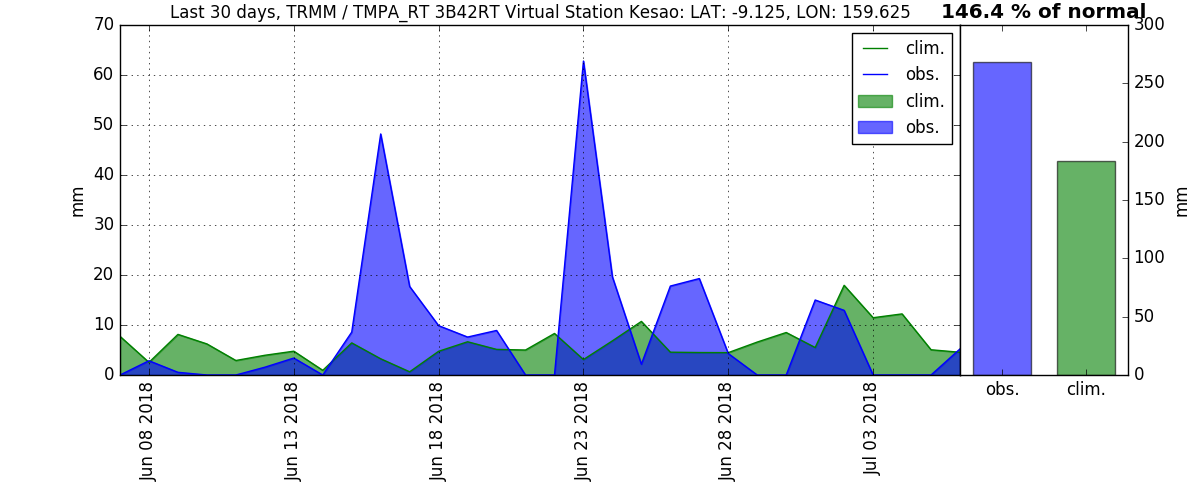 Last 30 days, TRMM / TMPA_RT 3B42RT Virtual Station Kesao: LAT: -9.125, LON: 159.625
146.4 % of normal
70
60
50
40
30
20
10
0
mm
clim.
obs.
clim.
obs.
Jun 08 2018
Jun 13 2018
Jun 18 2018
Jun 23 2018
Jun 28 2018
Jul 03 2018
300
250
200
150
100
50
0
mm
obs.
clim.